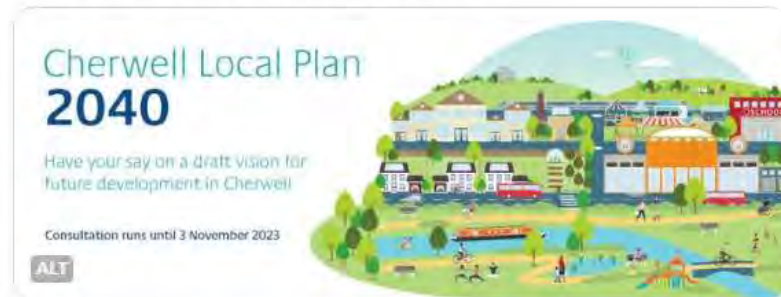 Cherwell Local Plan
2040
Have your say on a draft vision for
future development in Cherwell
Consultation runs until 3 November 2023
ALT
SCHOOL